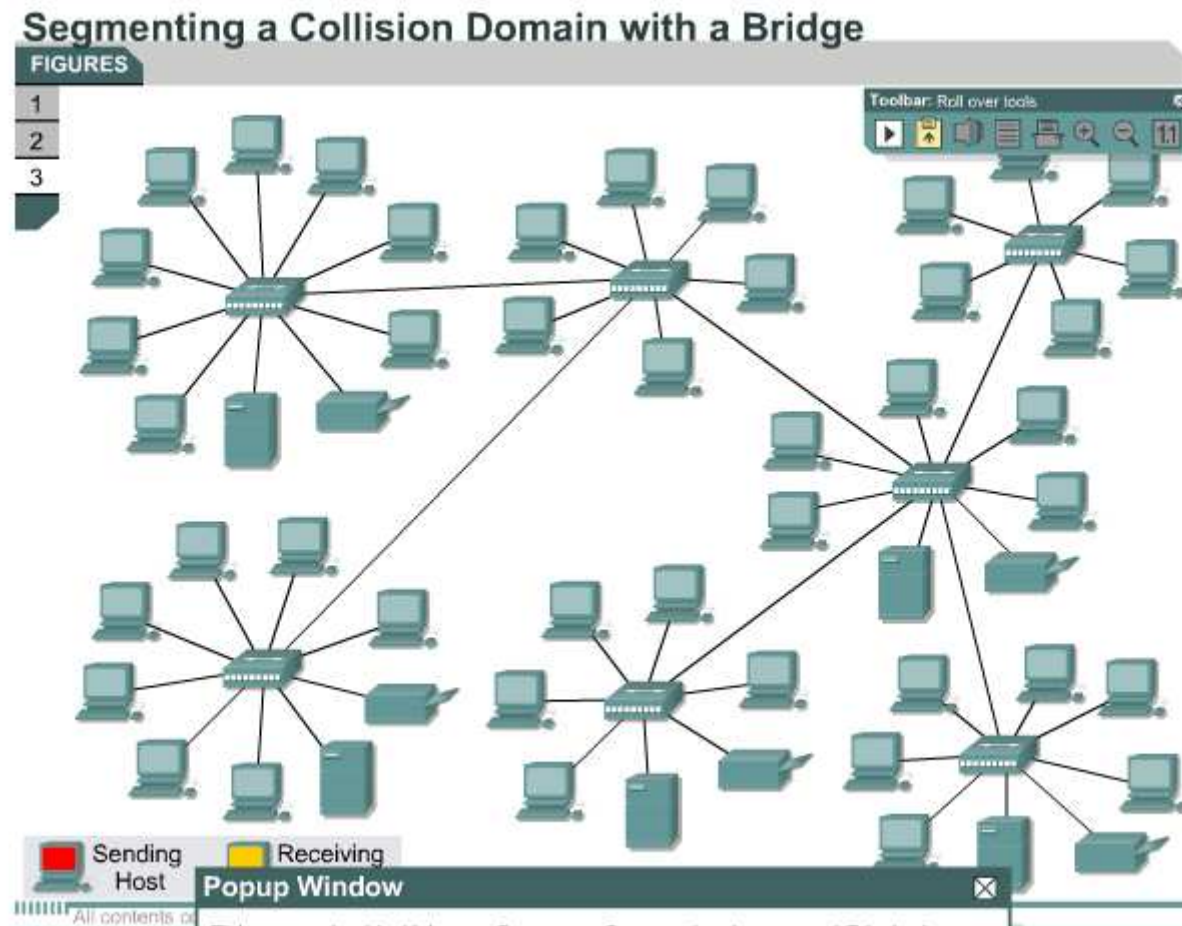 Segmenting a Collision Domain with a Bridge
FIGURES
1
2
3
Toolbar: Roll over tools
1:1
Sending Host
Receiving
Popup Window
All contents